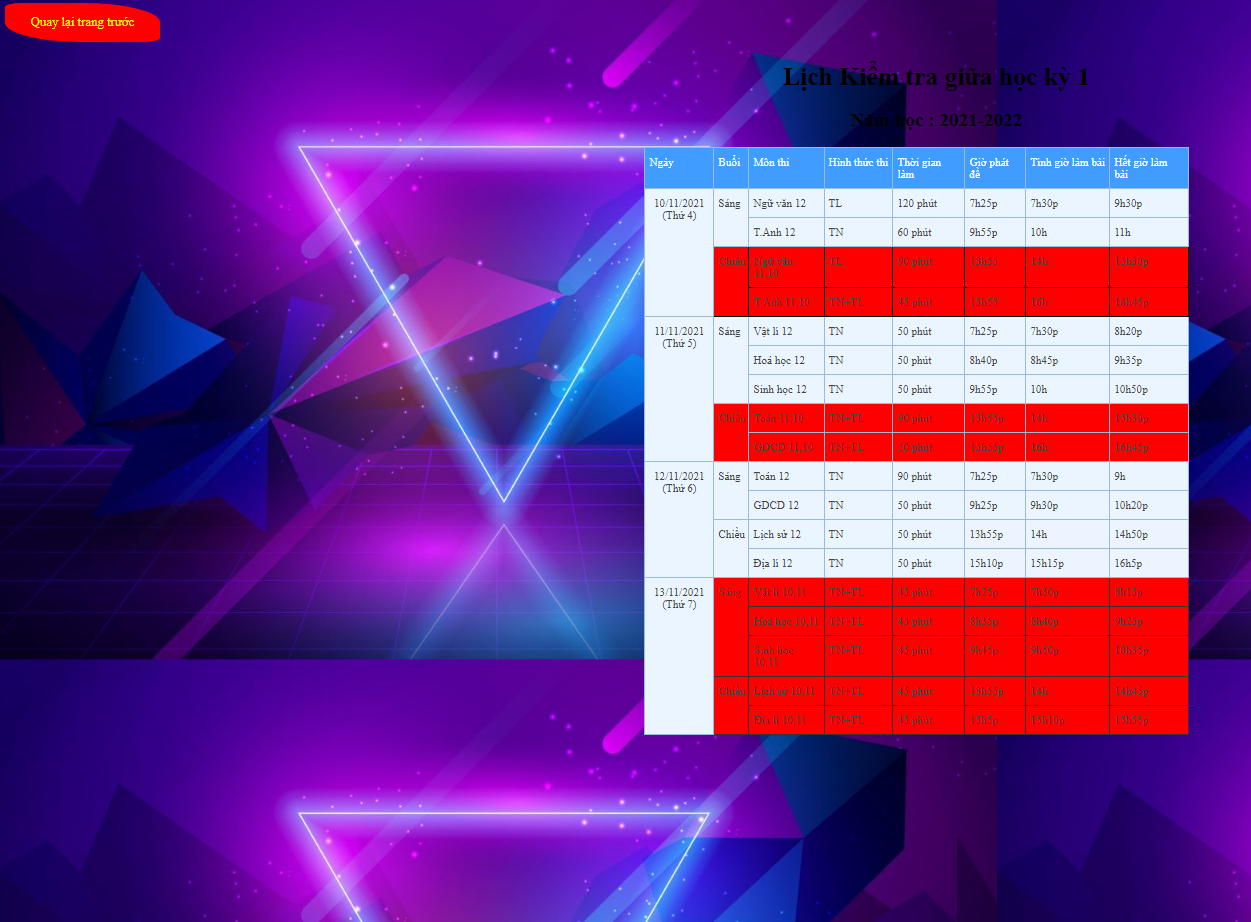 Quay lại trang trước
Lịch Kiểm tra giữa học kỳ 1
Năm học : 2021-2022
Ngày Buổi Môn thi Hình thức thi Thời gian làm Giờ phát đề Tính giờ làm bài Hết giờ làm bài
10/11/2021 (Thứ 4) Sáng Ngữ văn 12 TL 120 phút 7h25p 7h30p 9h30p
T.Anh 12 TN 60 phút 9h55p 10h 11h
Chiều Ngữ văn 11,10 TL 90 phút 13h55 14h 15h30p
T.Anh 11,10 TN+TL 45 phút 15h55 16h 16h45p
11/11/2021 (Thứ 5) Sáng Vật lí 12 TN 50 phút 7h25p 7h30p 8h20p
Hoá học 12 TN 50 phút 8h40p 8h45p 9h35p
Sinh học 12 TN 50 phút 9h55p 10h 10h50p
Chiều Toán 11,10 TN+TL 90 phút 13h55p 14h 15h30p
GDCD 11,10 TN+TL phút 15h55p 16h 16h45p
12/11/2021 (Thứ 6) Sáng Toán 12 TN 90 phút 7h25p 7h30p 9h
GDCD 12 TN 50 phút 9h25p 9h30p 10h20p
Chiều Lịch sử 12 TN 50 phút 13h55p 14h 14h50p
Địa lí 12 TN 50 phút 15h10p 15h15p 16h5p
13/11/2021 (Thứ 7) Sáng Vật lí 10,11 TN+TL 45 phút 7h25p 7h30p 8h15p
Hoá học 10,11 TN+TL 45 phút 8h35p 8h40p 9h25p
Sinh học 10,11 TN+TL 45 phút 9h45p 9h50p 10h35p
Chiều Lịch sử 10,11 TN+TL 45 phút 13h55p 14h 14h45p
Địa lí 10,11 TN+TL 45 phút 15h5p 15h10p 15h55p